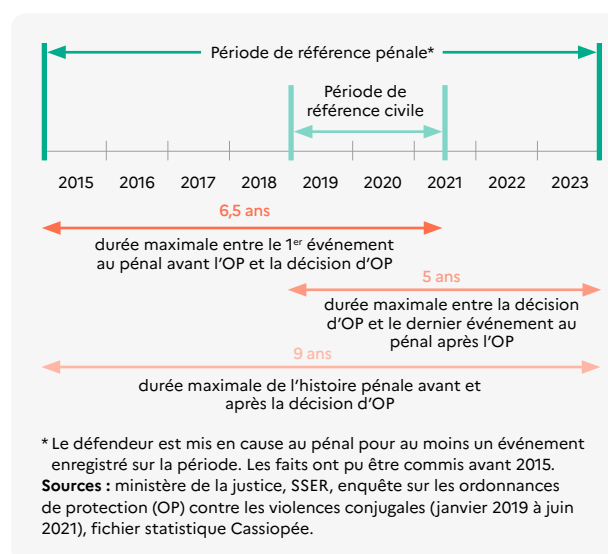 Période de référence pénale*
Période de
référence civile
2015 2016 2017 2018 2019 2020 2021 2022 2023
6,5 ans
durée maximale entre le 1er événement
au pénal avant l’OP et la décision d’OP
5 ans
durée maximale entre la décision
d’OP et le dernier événement au
pénal après l’OP
9 ans
durée maximale de l’histoire pénale avant et
après la décision d’OP
* Le défendeur est mis en cause au pénal pour au moins un événement
enregistré sur la période. Les faits ont pu être commis avant 2015.
Sources : ministère de la justice, SSER, enquête sur les ordonnances
de protection (OP) contre les violences conjugales (janvier 2019 à juin
2021), fichier statistique Cassiopée.